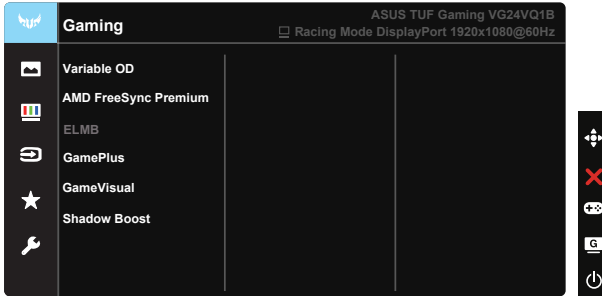 Gaming
ASUS TUF Gaming VG24VQ1B
Racing Mode DisplayPort 1920x1080@60Hz
Variable OD
AMD FreeSync Premium
ELMB
GamePlus
GameVisual
Shadow Boost
G